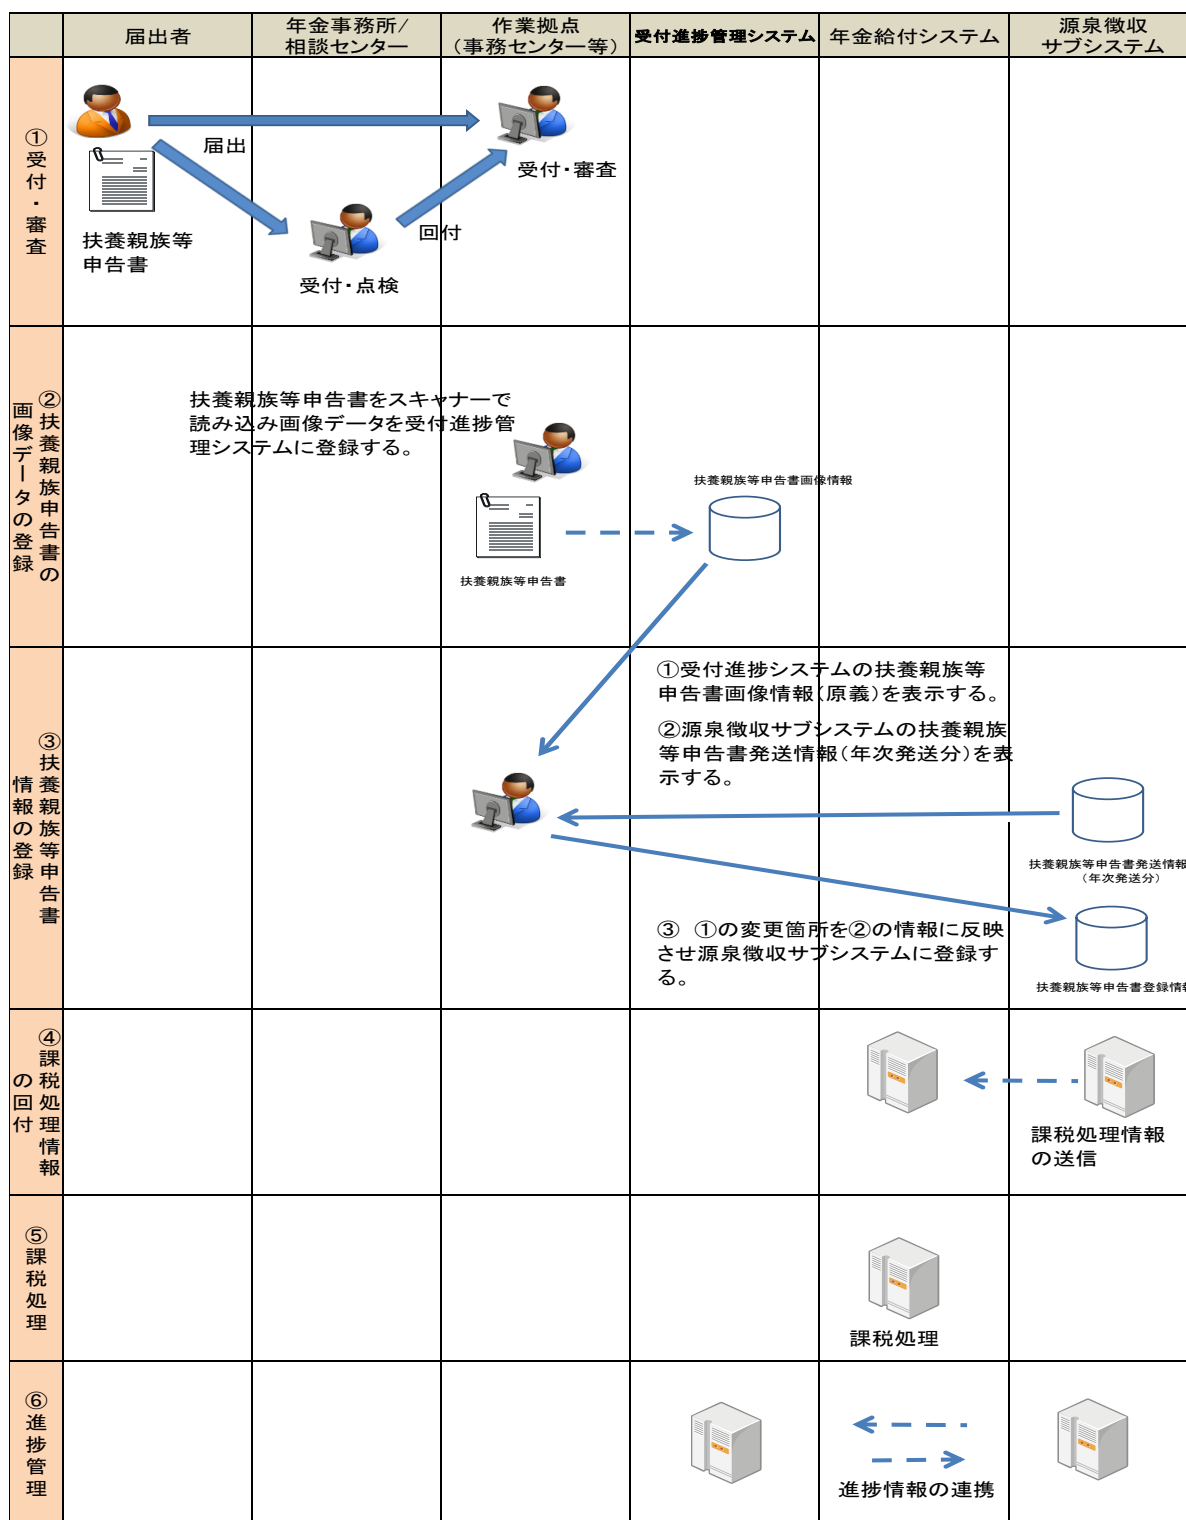 届出者
年金事務所/
相談センター
作業拠点
(事務センター等)
受付進捗管理システム
年金給付システム
源泉徴収
サブシステム
①受付・審査
届出
受付・審査
扶養親族等
申告書
回付
受付・点検
②扶養親族申告書の
画像データの登録
扶養親族等申告書をスキャナーで
読み込み画像データを受付進捗管
理システムに登録する。
扶養親族等申告書画像情報
扶養親族等申告書
③扶養親族等申告書
情報の登録
①受付進捗システムの扶養親族等
申告書画像情報(原義)を表示する。
②源泉徴収サブシステムの扶養親族
等申告書発送情報(年次発送分)を表
示する。
扶養親族等申告書発送情報
(年次発送分)
③ ①の変更箇所を②の情報に反映
させ源泉徴収サブシステムに登録す
る。
扶養親族等申告書登録情報
④課税処理情報
の回付
課税処理情報
の送信
⑤課税処理
課税処理
⑥進捗管理
進捗情報の連携